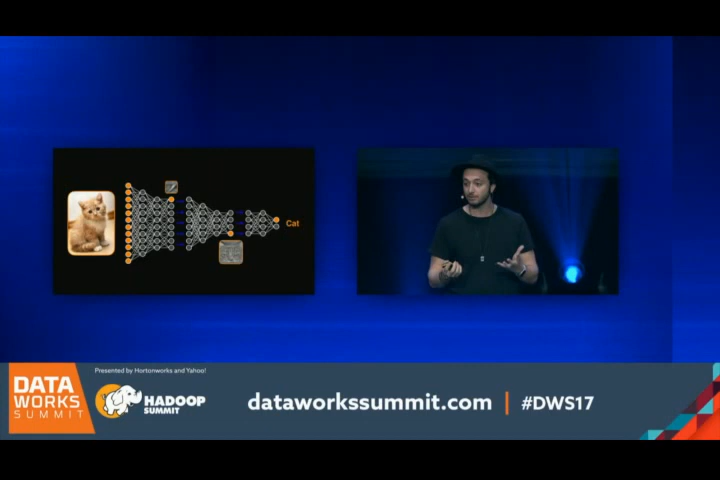 Cat
Presented by Hortonworks and Yahoo!
DATA
WORKS
SUMMIT
HADOOP
SUMMIT
dataworkssummit.com
#DWS17